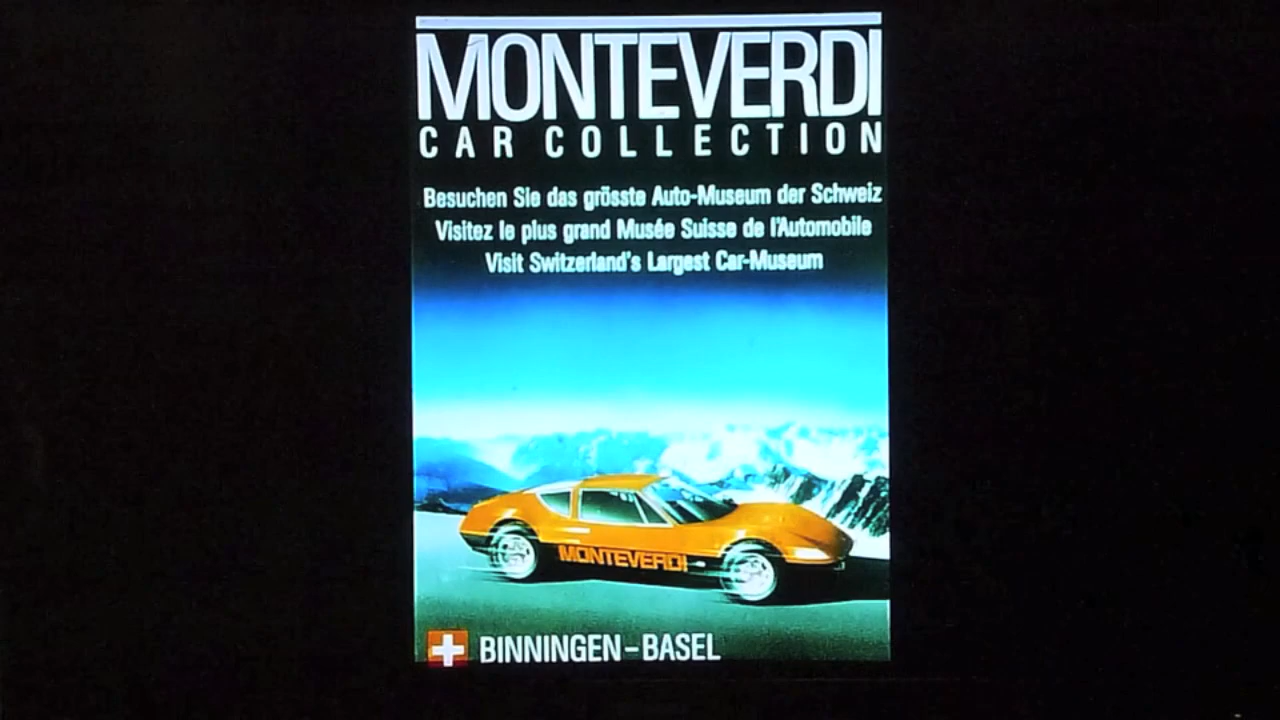 MONTEVERDI
CAR COLLECTION
Besuchen Sie das grösste Auto-Museum der Schweiz
Visitez le plus grand Musée Suisse de l'Automobile
Visit Switzerland's Largest Car-Museum
MONTEVERDI
BINNINGEN-BASEL